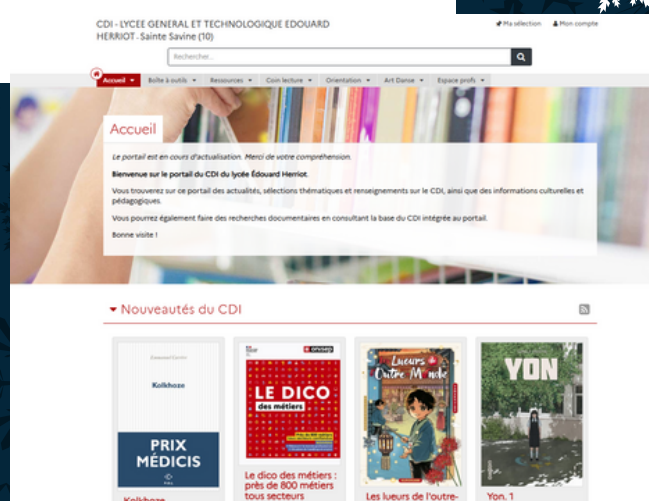 CDI - LYCEE GENERAL ET TECHNOLOGIQUE EDOUARD
HERRIOT - Sainte Savine (10)
Ma sélection
Mon compte
Rechercher...
Accueil
Boîte à outils
Ressources
Coin lecture
Orientation
Art Danse
Espace profs
Accueil
Le portail est en cours d'actualisation. Merci de votre compréhension.
Bienvenue sur le portail du CDI du lycée Édouard Herriot.
Vous trouverez sur ce portail des actualités, sélections thématiques et renseignements sur le CDI, ainsi que des informations culturelles et
pédagogiques.
Vous pourrez également faire des recherches documentaires en consultant la base du CDI intégrée au portail.
Bonne visite !
Nouveautés du CDI
Kolkhoze
PRIX
MÉDICIS
Kolkhoze
onisep
LE DICO
des métiers
Le dico des métiers :
près de 800 métiers
tous secteurs
Lueurs de
Outre Monde
Les lueurs de l'outre-
YON
Yon. 1